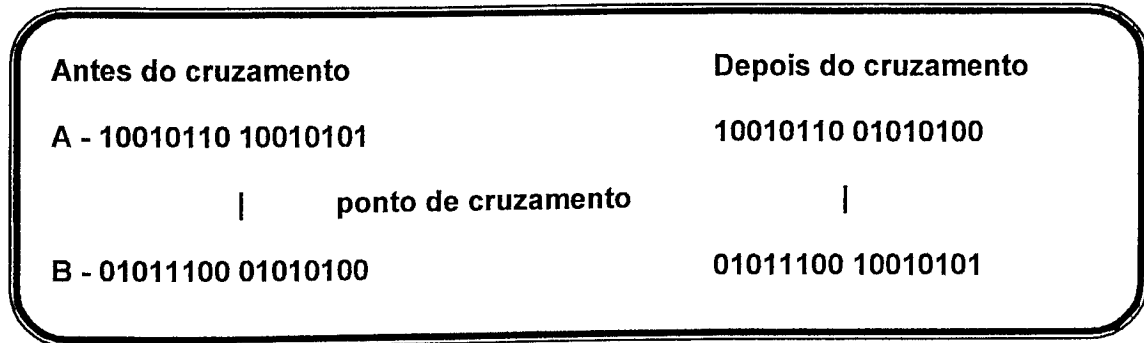 Antes do cruzamento Depois do cruzamento
A - 10010110 10010101 10010110 01010100
| ponto de cruzamento |
B - 01011100 01010100 01011100 10010101